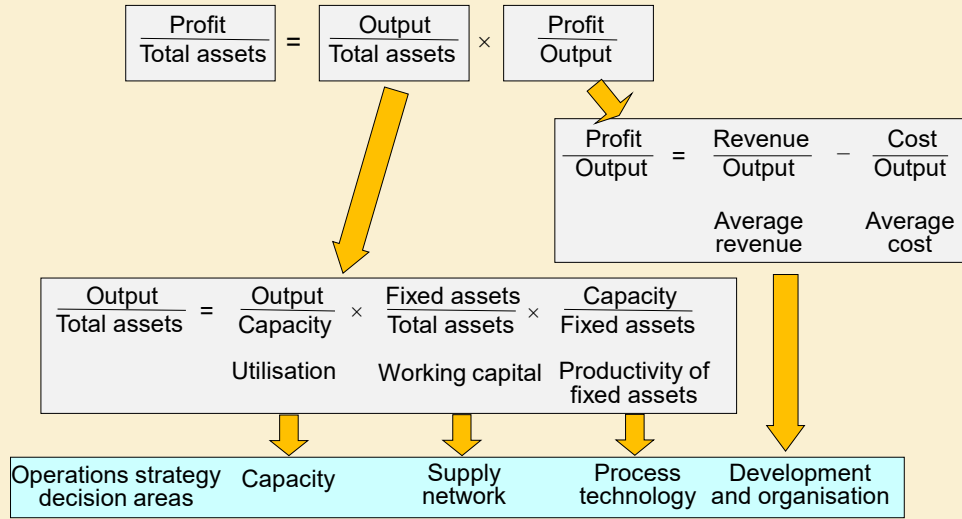 Profit = Output × Profit
Total assets Total assets Output
Profit = Revenue − Cost
Output Output Output
Average Average
revenue cost
Output = Output × Fixed assets × Capacity
Total assets Capacity Total assets Fixed assets
Utilisation Working capital Productivity of
fixed assets
Operations strategy Capacity Supply Process Development
decision areas network technology and organisation